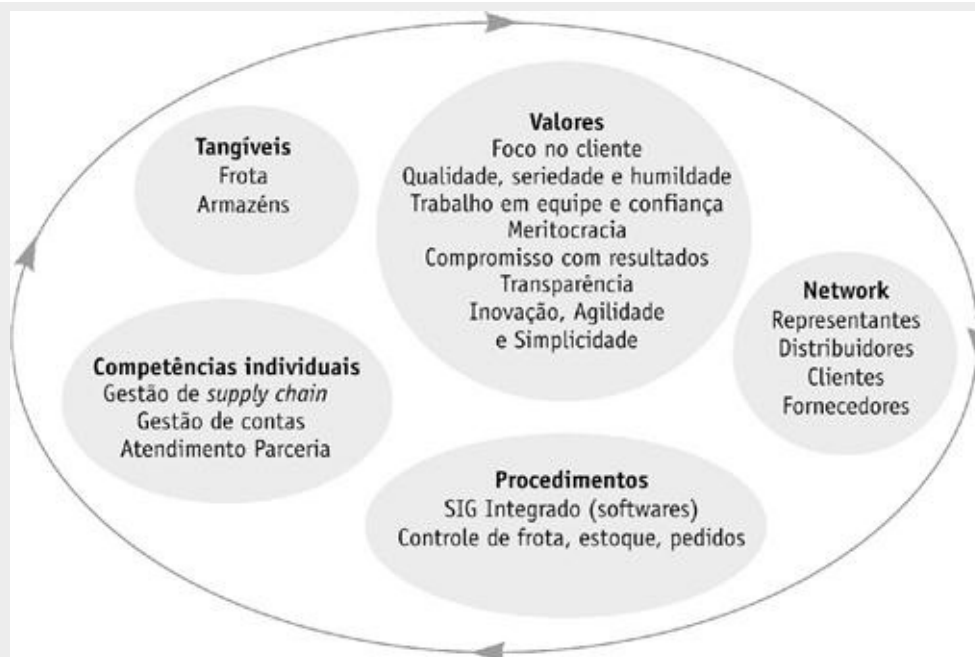 Tangíveis
Frota
Armazéns
Valores
Foco no cliente
Qualidade, seriedade e humildade
Trabalho em equipe e confiança
Meritocracia
Compromisso com resultados
Transparência
Inovação, Agilidade
e Simplicidade
Network
Representantes
Distribuidores
Clientes
Fornecedores
Competências individuais
Gestão de supply chain
Gestão de contas
Atendimento Parceria
Procedimentos
SIG Integrado (softwares)
Controle de frota, estoque, pedidos